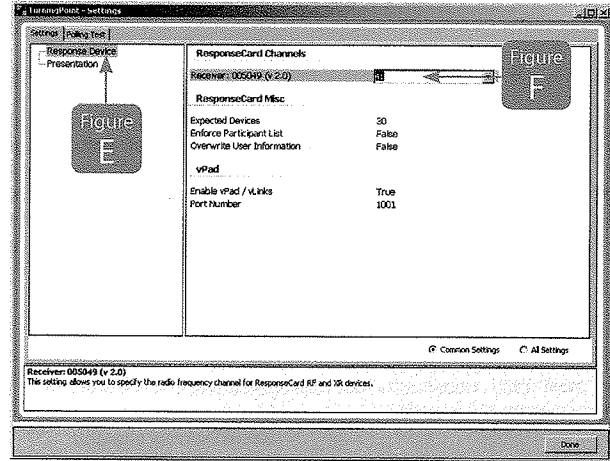 TurningPoint - Settings
Settings Polling Test
Response Device
Presentation
Figure
E
ResponseCard Channels
Receiver: 005049 (v 2.0)
Figure
F
ResponseCard Misc
Expected Devices 30
Enforce Participant List False
Overwrite User Information False
vPad
Enable vPad / vLinks True
Port Number 1001
Common Settings All Settings
Receiver: 005049 (v 2.0)
This setting allows you to specify the radio frequency channel for ResponseCard RF and XR devices.
Done